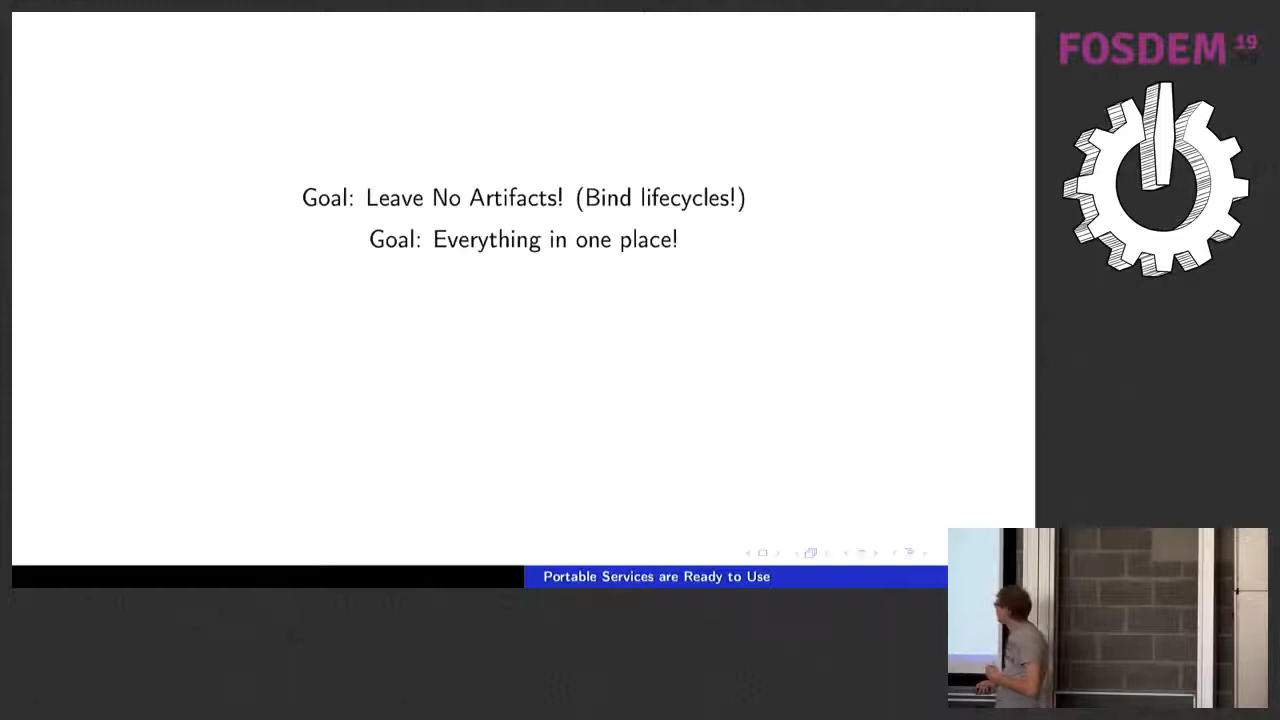 Goal: Leave No Artifacts! (Bind lifecycles!)
Goal: Everything in one place!
Portable Services are Ready to Use
FOSDEM 19